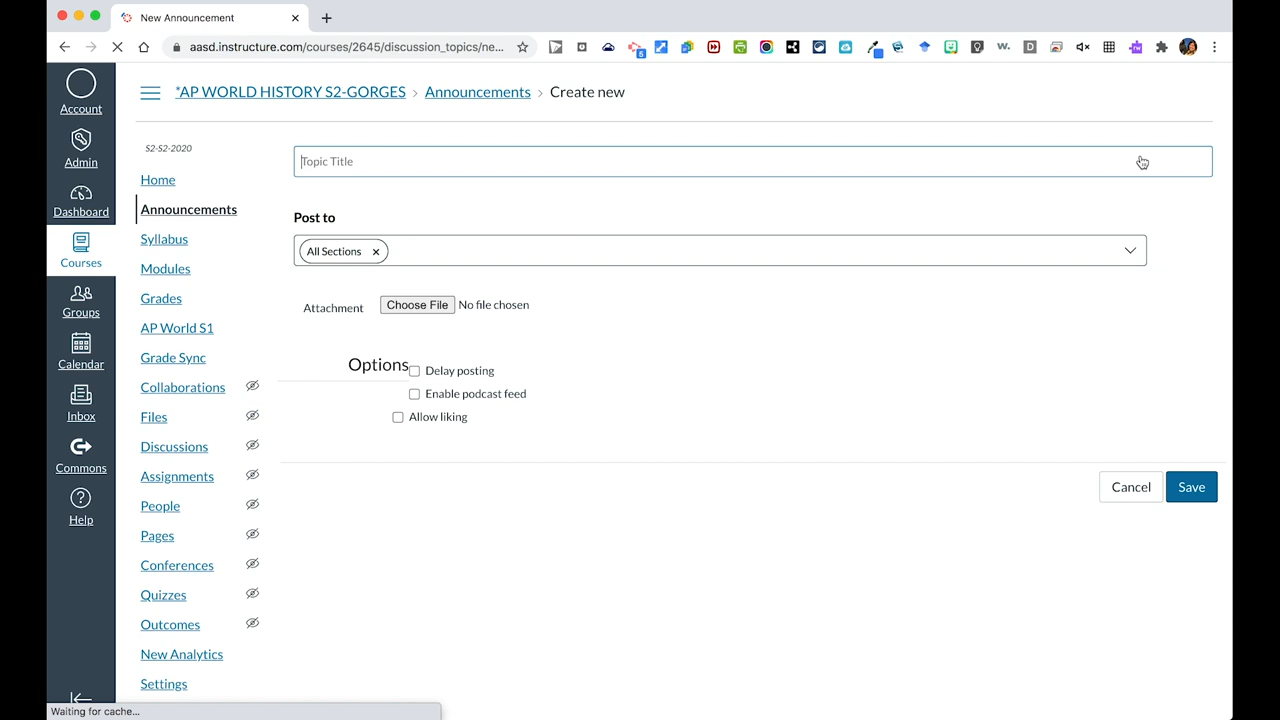 New Announcement
aasd.instructure.com/courses/2645/discussion_topics/ne...
Account
Admin
Dashboard
Courses
Groups
Calendar
Inbox
Commons
Help
*AP WORLD HISTORY S2-GORGES > Announcements > Create new
S2-S2-2020
Home
Announcements
Syllabus
Modules
Grades
AP World S1
Grade Sync
Collaborations
Files
Discussions
Assignments
People
Pages
Conferences
Quizzes
Outcomes
New Analytics
Settings
Topic Title
Post to
All Sections
Attachment Choose File No file chosen
Options
Delay posting
Enable podcast feed
Allow liking
Cancel Save
Waiting for cache...